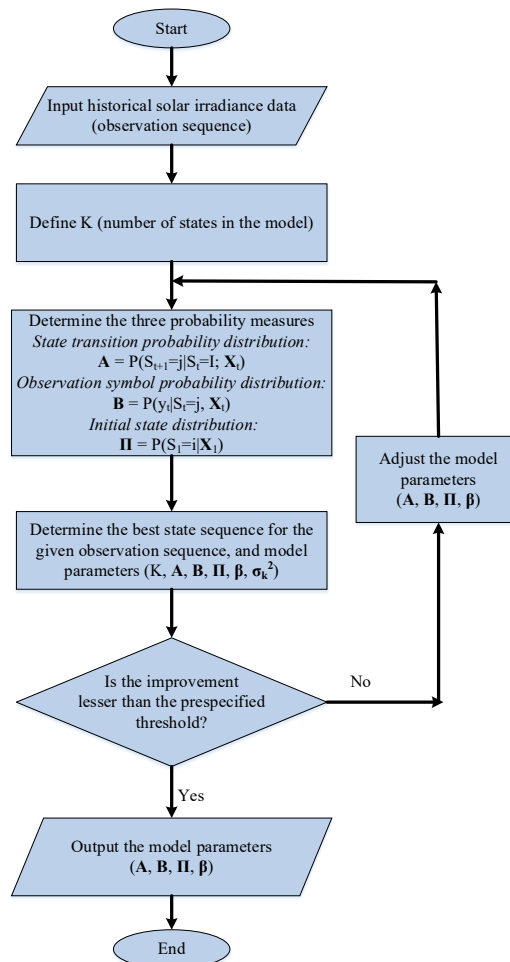 Start
Input historical solar irradiance data
(observation sequence)
Define K (number of states in the model)
Determine the three probability measures
State transition probability distribution:
A = P(Sₜ₊₁=j|Sₜ=I; Xₜ)
Observation symbol probability distribution:
B = P(yₜ|Sₜ=j, Xₜ)
Initial state distribution:
Π = P(S₁=i|X₁)
Adjust the model
parameters
(A, B, Π, β)
Determine the best state sequence for the
given observation sequence, and model
parameters (K, A, B, Π, β, σₖ²)
Is the improvement
lesser than the prespecified
threshold?
No
Yes
Output the model parameters
(A, B, Π, β)
End